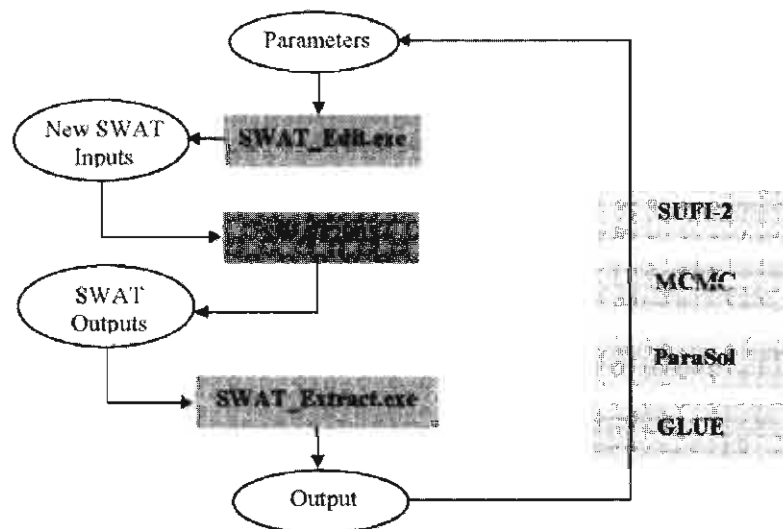 Parameters
New SWAT
Inputs
SWAT_Edit.exe
SWAT
Outputs
SWAT_Extract.exe
Output
SUFI-2
MCMC
ParaSol
GLUE